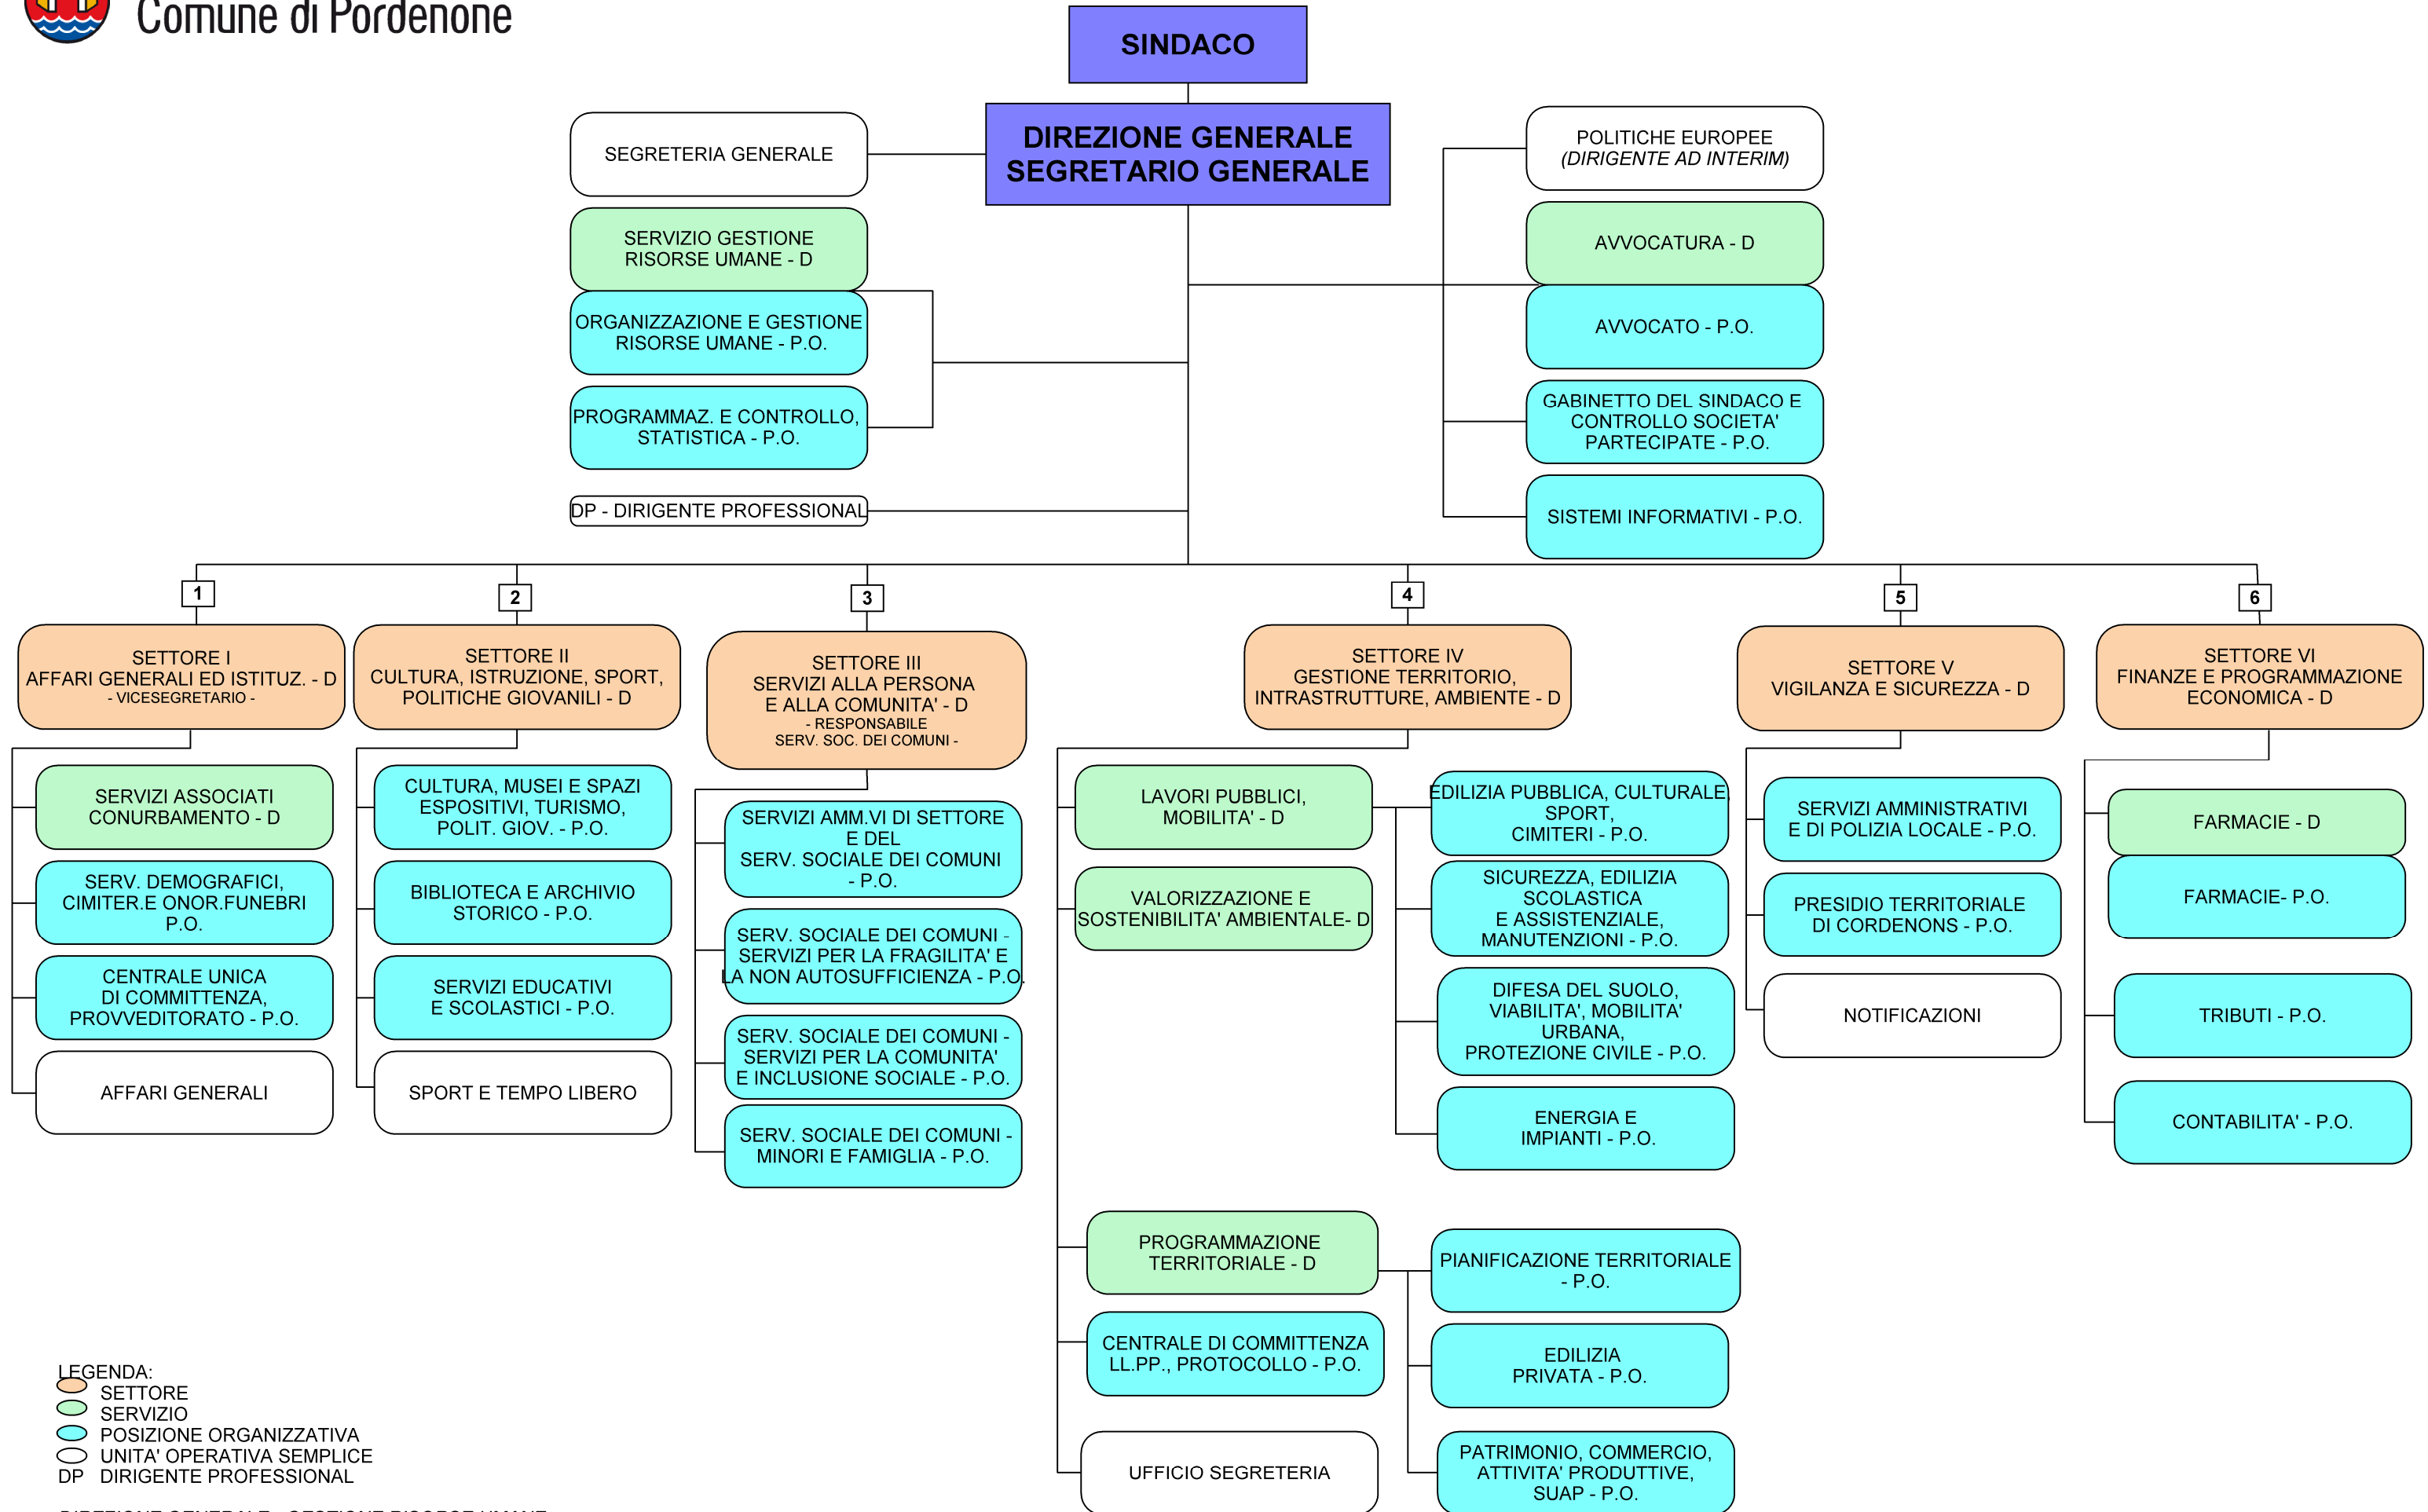 Comune di Pordenone
SINDACO
DIREZIONE GENERALE
SEGRETARIO GENERALE
SEGRETERIA GENERALE
SERVIZIO GESTIONE
RISORSE UMANE - D
ORGANIZZAZIONE E GESTIONE
RISORSE UMANE - P.O.
PROGRAMMAZ. E CONTROLLO,
STATISTICA - P.O.
DP - DIRIGENTE PROFESSIONAL
POLITICHE EUROPEE
(DIRIGENTE AD INTERIM)
AVVOCATURA - D
AVVOCATO - P.O.
GABINETTO DEL SINDACO E
CONTROLLO SOCIETA'
PARTECIPATE - P.O.
SISTEMI INFORMATIVI - P.O.
1
SETTORE I
AFFARI GENERALI ED ISTITUZ. - D
- VICESEGRETARIO -
SERVIZI ASSOCIATI
CONURBAMENTO - D
SERV. DEMOGRAFICI,
CIMITER.E ONOR.FUNEBRI
P.O.
CENTRALE UNICA
DI COMMITTENZA,
PROVVEDITORATO - P.O.
AFFARI GENERALI
2
SETTORE II
CULTURA, ISTRUZIONE, SPORT,
POLITICHE GIOVANILI - D
CULTURA, MUSEI E SPAZI
ESPOSITIVI, TURISMO,
POLIT. GIOV. - P.O.
BIBLIOTECA E ARCHIVIO
STORICO - P.O.
SERVIZI EDUCATIVI
E SCOLASTICI - P.O.
SPORT E TEMPO LIBERO
3
SETTORE III
SERVIZI ALLA PERSONA
E ALLA COMUNITA' - D
- RESPONSABILE
SERV. SOC. DEI COMUNI -
SERVIZI AMM.VI DI SETTORE
E DEL
SERV. SOCIALE DEI COMUNI
- P.O.
SERV. SOCIALE DEI COMUNI -
SERVIZI PER LA FRAGILITA' E
LA NON AUTOSUFFICIENZA - P.O.
SERV. SOCIALE DEI COMUNI -
SERVIZI PER LA COMUNITA'
E INCLUSIONE SOCIALE - P.O.
SERV. SOCIALE DEI COMUNI -
MINORI E FAMIGLIA - P.O.
4
SETTORE IV
GESTIONE TERRITORIO,
INTRASTRUTTURE, AMBIENTE - D
LAVORI PUBBLICI,
MOBILITA' - D
VALORIZZAZIONE E
SOSTENIBILITA' AMBIENTALE- D
EDILIZIA PUBBLICA, CULTURALE,
SPORT,
CIMITERI - P.O.
SICUREZZA, EDILIZIA
SCOLASTICA
E ASSISTENZIALE,
MANUTENZIONI - P.O.
DIFESA DEL SUOLO,
VIABILITA', MOBILITA'
URBANA,
PROTEZIONE CIVILE - P.O.
ENERGIA E
IMPIANTI - P.O.
PROGRAMMAZIONE
TERRITORIALE - D
CENTRALE DI COMMITTENZA
LL.PP., PROTOCOLLO - P.O.
UFFICIO SEGRETERIA
PIANIFICAZIONE TERRITORIALE
- P.O.
EDILIZIA
PRIVATA - P.O.
PATRIMONIO, COMMERCIO,
ATTIVITA' PRODUTTIVE,
SUAP - P.O.
5
SETTORE V
VIGILANZA E SICUREZZA - D
SERVIZI AMMINISTRATIVI
E DI POLIZIA LOCALE - P.O.
PRESIDIO TERRITORIALE
DI CORDENONS - P.O.
NOTIFICAZIONI
6
SETTORE VI
FINANZE E PROGRAMMAZIONE
ECONOMICA - D
FARMACIE - D
FARMACIE- P.O.
TRIBUTI - P.O.
CONTABILITA' - P.O.
LEGENDA:
SETTORE
SERVIZIO
POSIZIONE ORGANIZZATIVA
UNITA' OPERATIVA SEMPLICE
DP DIRIGENTE PROFESSIONAL
DIREZIONE GENERALE - GESTIONE RISORSE UMANE